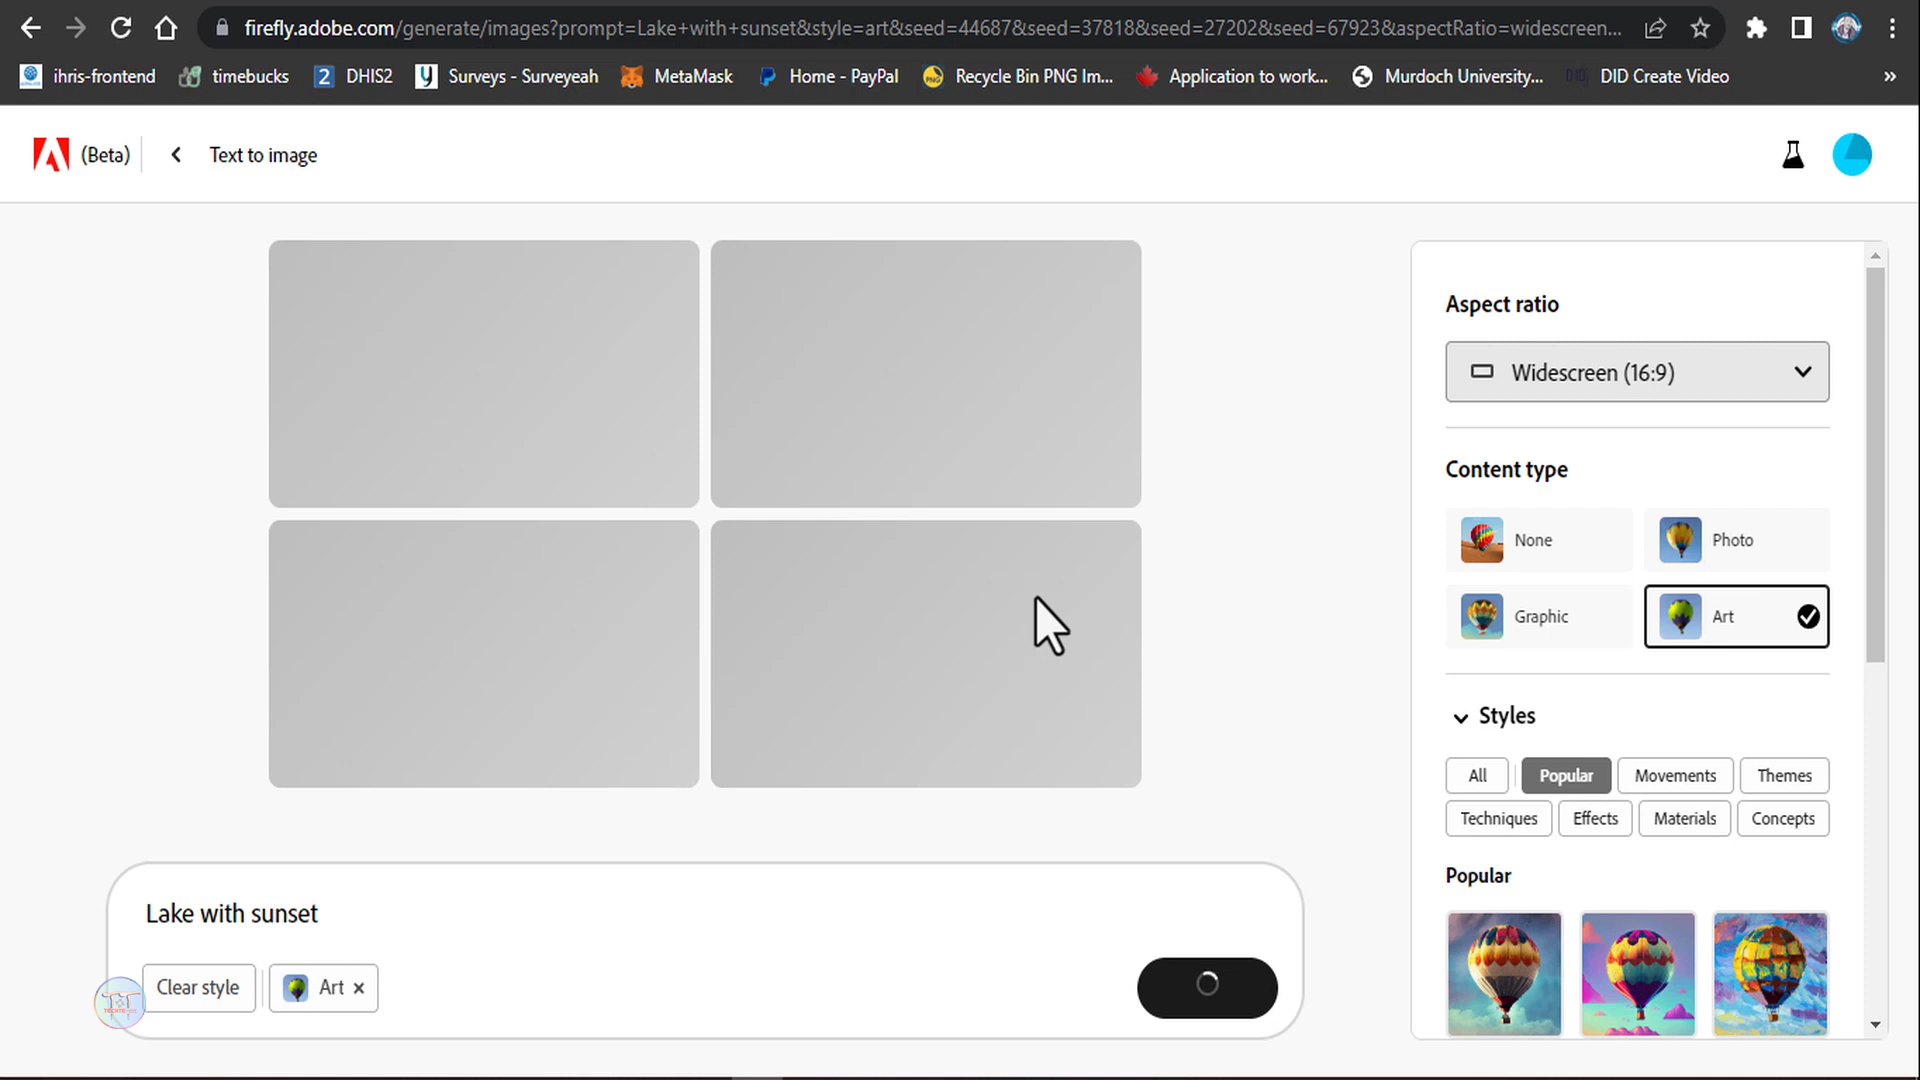 firefly.adobe.com/generate/images?prompt=Lake+with+sunset&style=art&seed=44687&seed=37818&seed=27202&seed=67923&aspectRatio=widescreen...
ihris-frontend timebucks 2 DHIS2 y Surveys - Surveyeah MetaMask Home - PayPal Recycle Bin PNG Im... Application to work... Murdoch University,... DID DID Create Video »
(Beta) Text to image
Aspect ratio
Widescreen (16:9)
Content type
None Photo
Graphic Art
Styles
All Popular Movements Themes
Techniques Effects Materials Concepts
Popular
Lake with sunset
Clear style Art ×